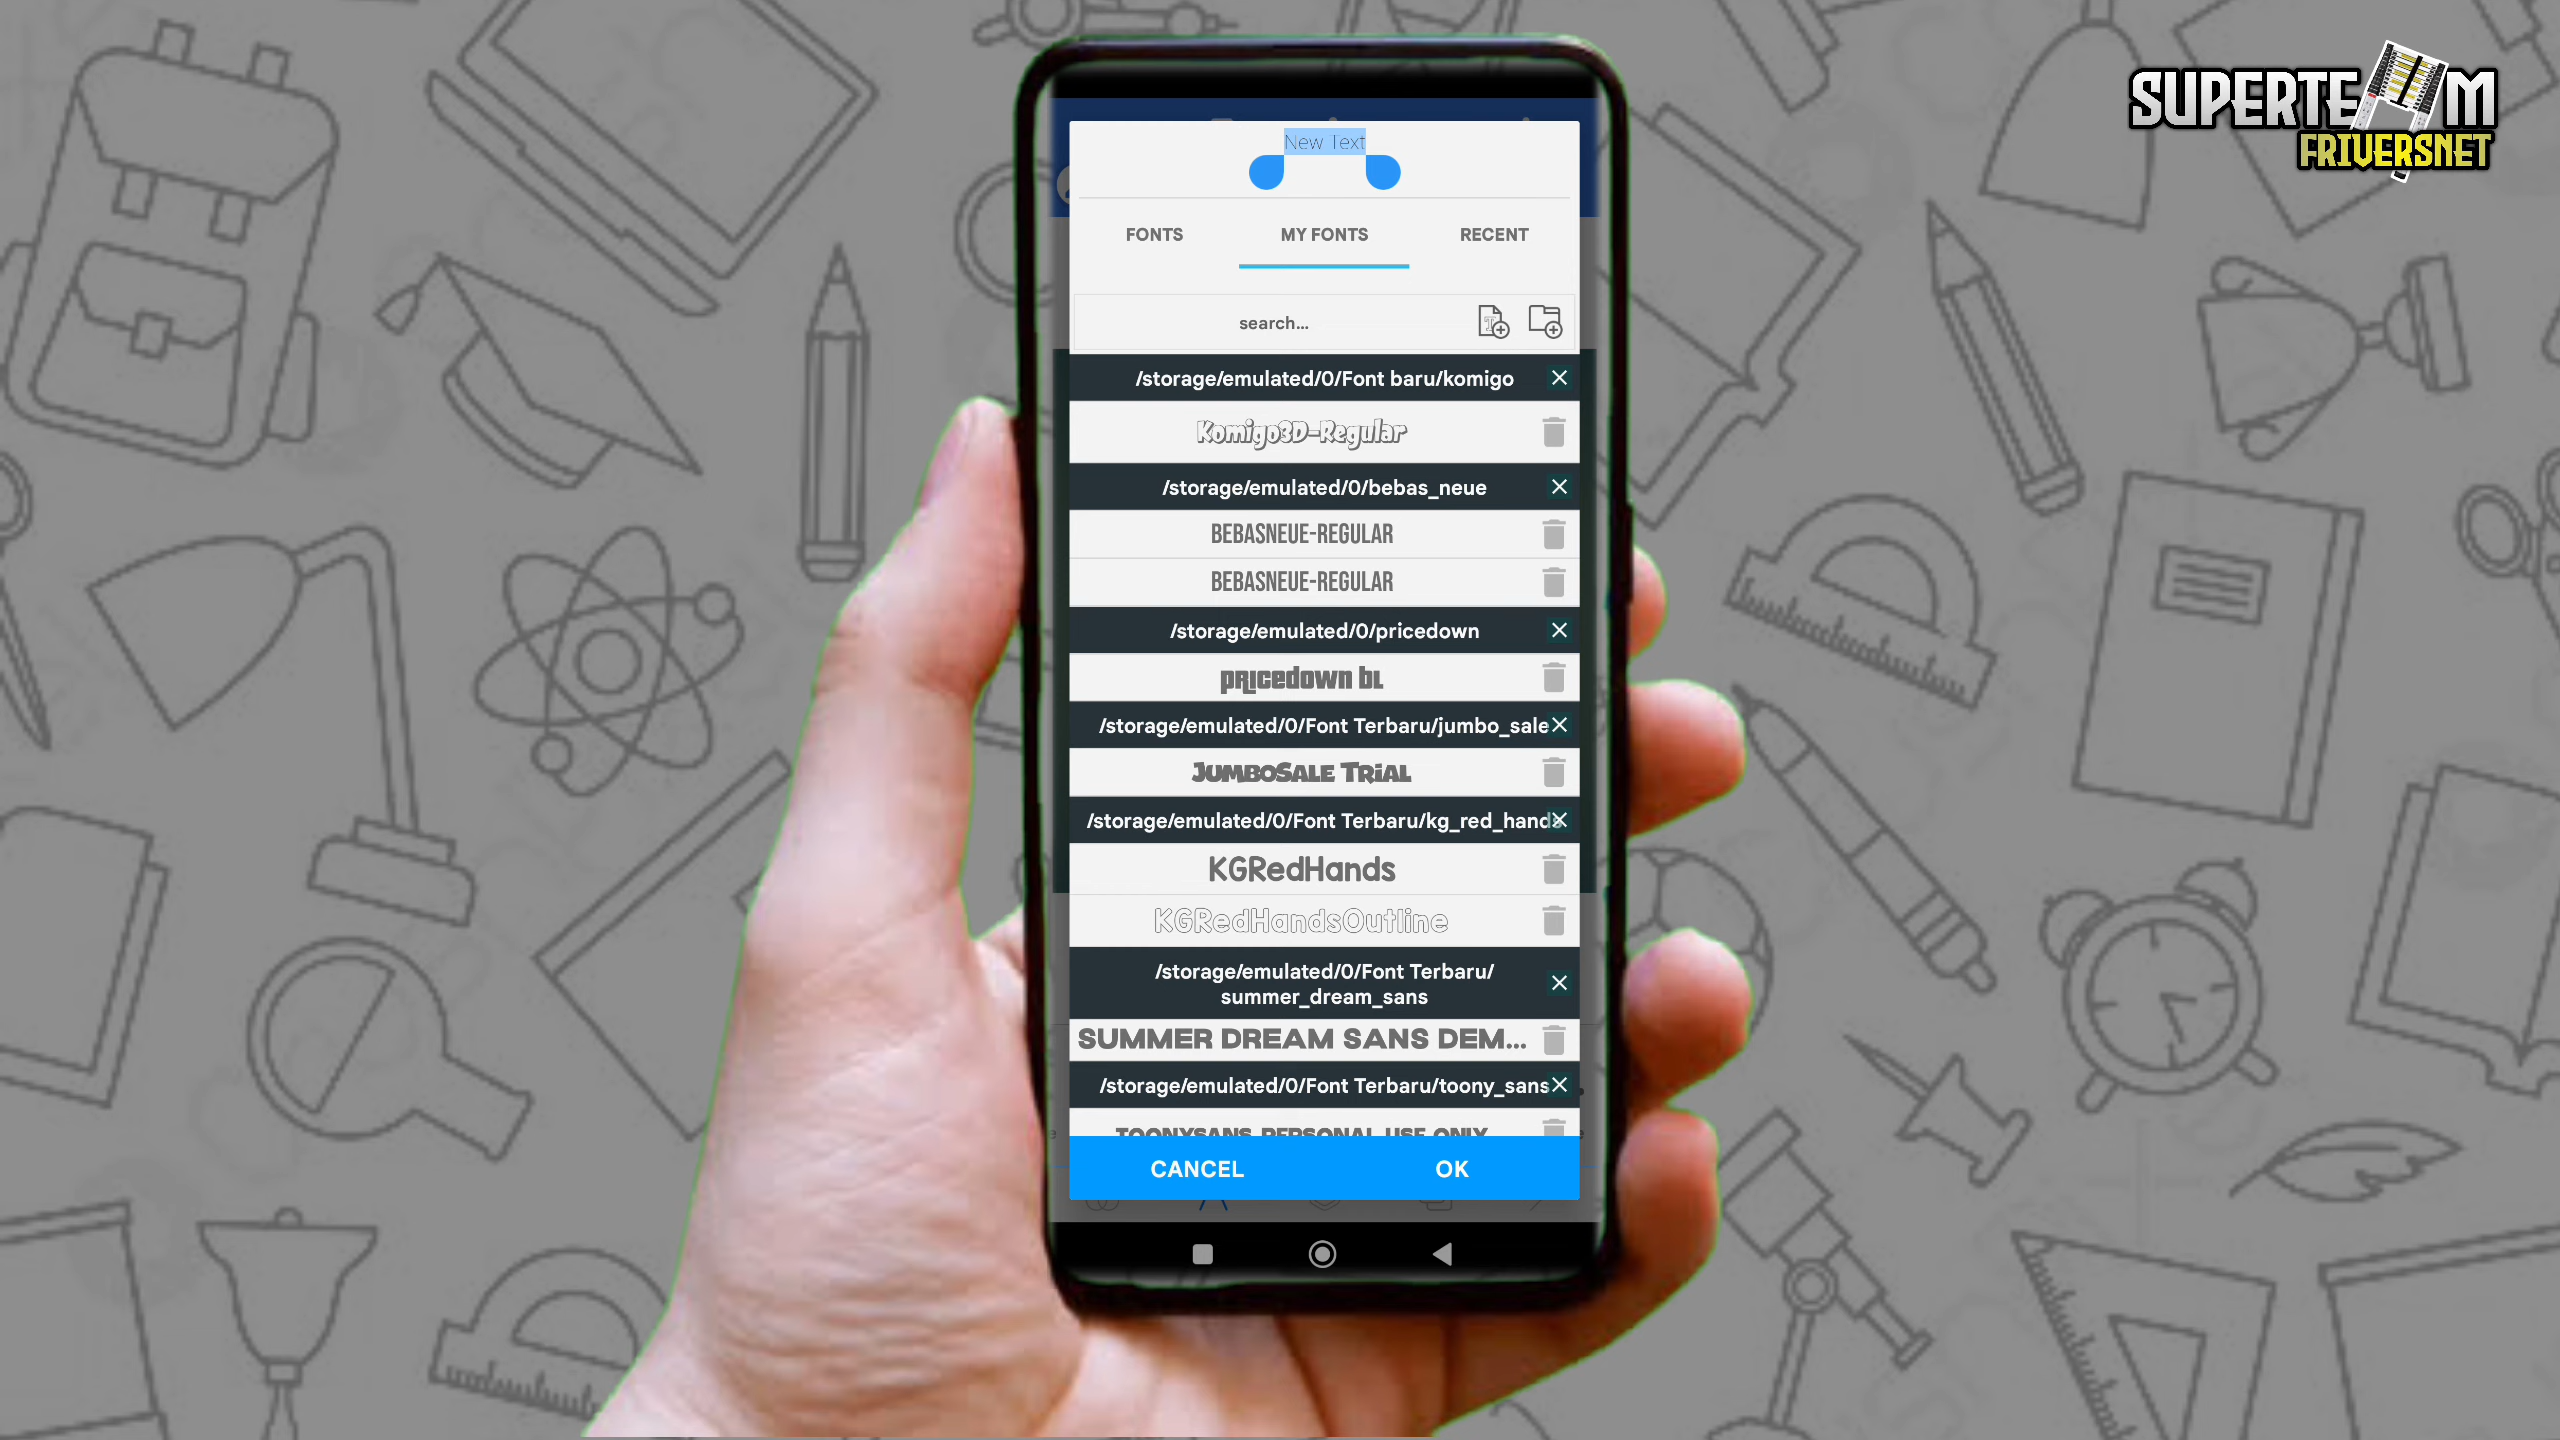 SUPERTEAM
FRIVERSNET
New Text
FONTS MY FONTS RECENT
search...
/storage/emulated/0/Font baru/komigo
Komigo3D-Regular
/storage/emulated/0/bebas_neue
BEBASNEUE-REGULAR
BEBASNEUE-REGULAR
/storage/emulated/0/pricedown
pricedown bl
/storage/emulated/0/Font Terbaru/jumbo_sale
JUMBOSALE TRIAL
/storage/emulated/0/Font Terbaru/kg_red_hands
KGRedHands
KGRedHandsOutline
/storage/emulated/0/Font Terbaru/
summer_dream_sans
SUMMER DREAM SANS DEM...
/storage/emulated/0/Font Terbaru/toony_sans
TOONYSANS PERSONAL USE ONLY
CANCEL OK